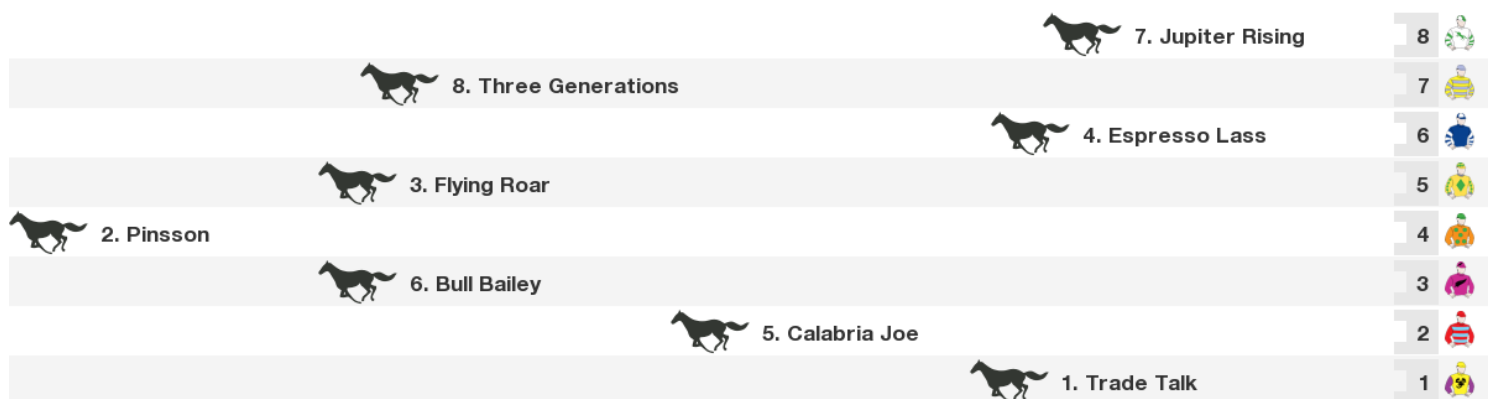 7. Jupiter Rising 8
8. Three Generations 7
4. Espresso Lass 6
3. Flying Roar 5
2. Pinsson 4
6. Bull Bailey 3
5. Calabria Joe 2
1. Trade Talk 1